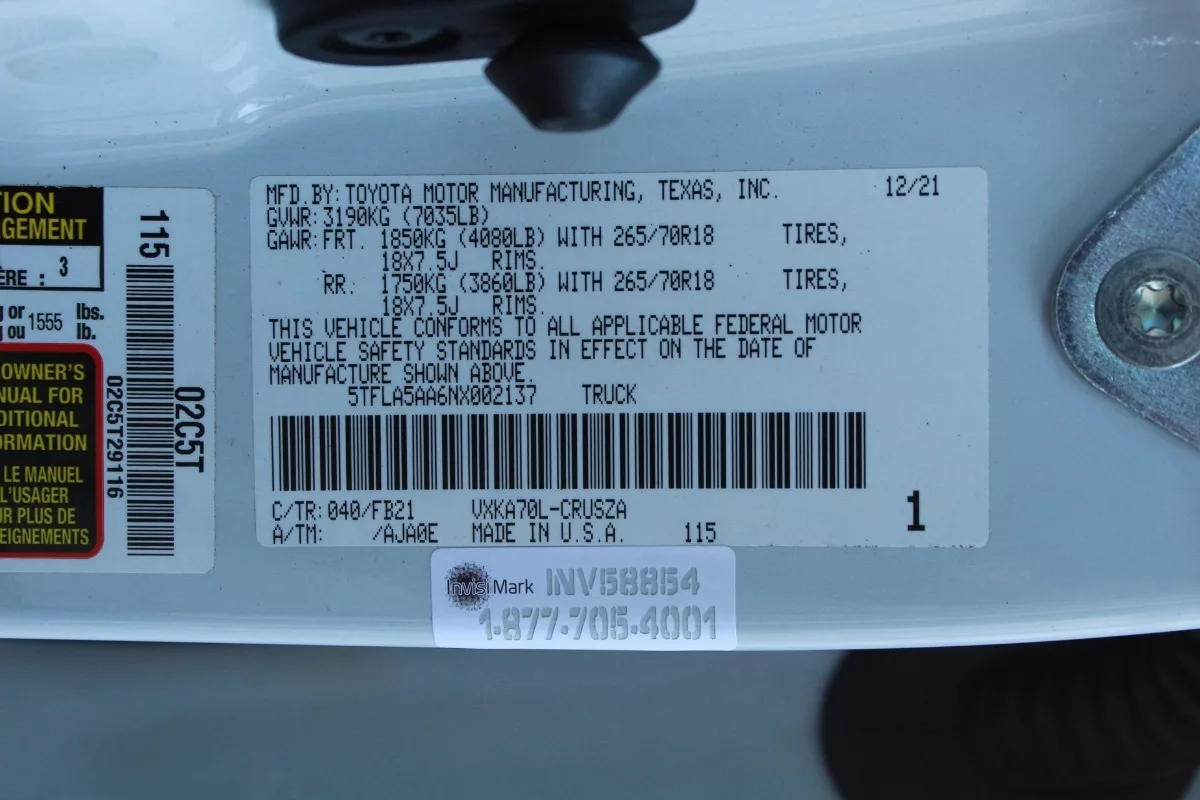 TION
GEMENT
ÈRE : 3
g or 1555 lbs.
g ou lb.
OWNER'S
NUAL FOR
DITIONAL
ORMATION
LE MANUEL
L'USAGER
UR PLUS DE
EIGNEMENTS
115
02C5T29116
02C5T
MFD.BY:TOYOTA MOTOR MANUFACTURING, TEXAS, INC. 12/21
GVWR:3190KG (7035LB)
GAWR:FRT. 1850KG (4080LB) WITH 265/70R18 TIRES,
18X7.5J RIMS.
RR. 1750KG (3860LB) WITH 265/70R18 TIRES,
18X7.5J RIMS.
THIS VEHICLE CONFORMS TO ALL APPLICABLE FEDERAL MOTOR
VEHICLE SAFETY STANDARDS IN EFFECT ON THE DATE OF
MANUFACTURE SHOWN ABOVE.
5TFLA5AA6NX002137 TRUCK
C/TR:040/FB21 VXKA70L-CRUSZA
A/TM: /AJA0E MADE IN U.S.A. 115
1
InvisiMark INV58854
1-877-705-4001